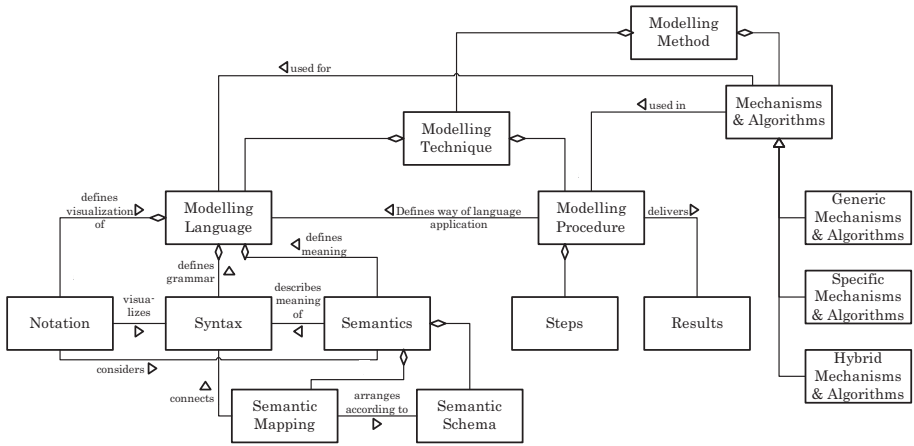 Modelling
Method
used for
Mechanisms
& Algorithms
used in
Modelling
Technique
defines
visualization
of
Modelling
Language
Defines way of language
application
Modelling
Procedure
delivers
Generic
Mechanisms
& Algorithms
defines
meaning
defines
grammar
Specific
Mechanisms
& Algorithms
Notation
visua-
lizes
Syntax
describes
meaning
of
Semantics
Steps
Results
considers
Hybrid
Mechanisms
& Algorithms
connects
Semantic
Mapping
arranges
according to
Semantic
Schema